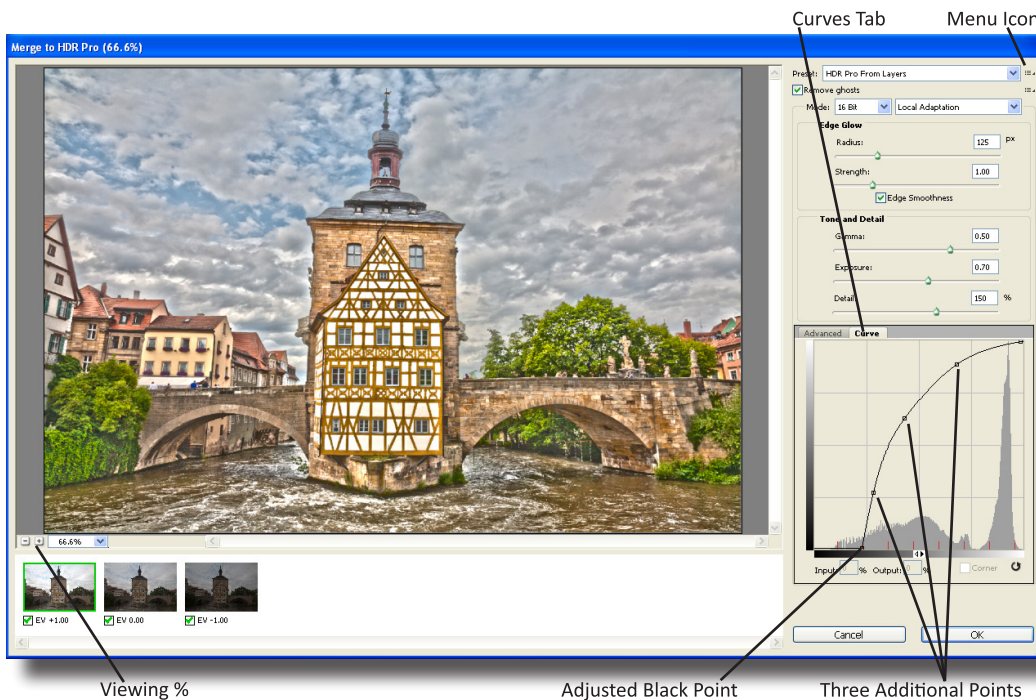 Curves Tab
Menu Icon
Merge to HDR Pro (66.6%)
Preset: HDR Pro From Layers
Remove ghosts
Mode: 16 Bit Local Adaptation
Edge Glow
Radius: 125 px
Strength: 1.00
Edge Smoothness
Tone and Detail
Gamma: 0.50
Exposure: 0.70
Detail: 150 %
Advanced Curve
Input: 0 % Output: 0 %
Corner
66.6%
EV +1.00
EV 0.00
EV -1.00
Cancel
OK
Viewing %
Adjusted Black Point
Three Additional Points